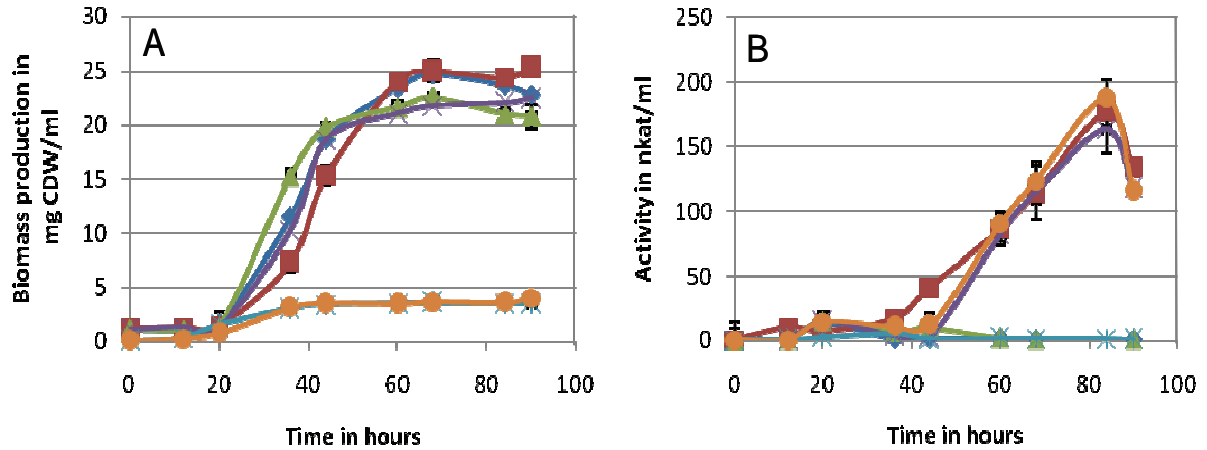 A
Biomass production in
mg CDW/ml
30
25
20
15
10
5
0
0 20 40 60 80 100
Time in hours
B
Activity in nkat/ml
250
200
150
100
50
0
0 20 40 60 80 100
Time in hours